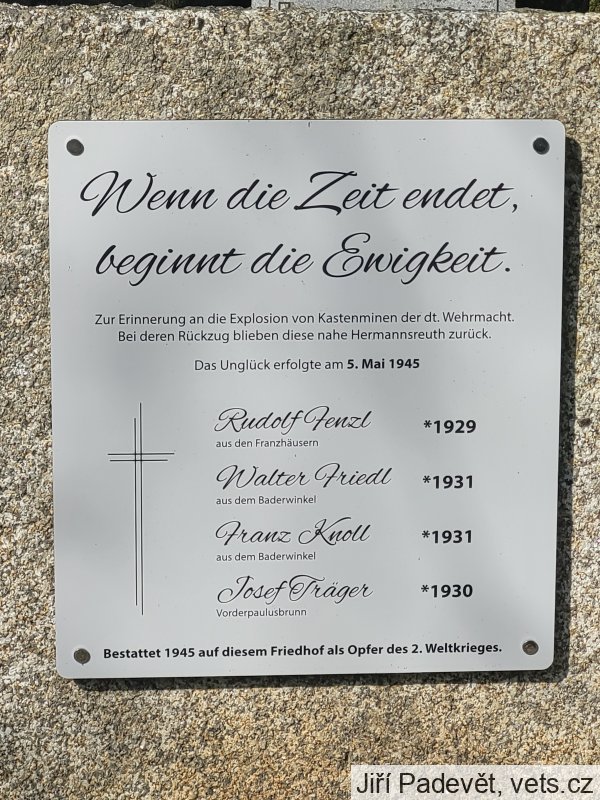 Wenn die Zeit endet,
beginnt die Ewigkeit.
Zur Erinnerung an die Explosion von Kastenminen der dt. Wehrmacht.
Bei deren Rückzug blieben diese nahe Hermannsreuth zurück.
Das Unglück erfolgte am 5. Mai 1945
Rudolf Fenzl *1929
aus den Franzhäusern
Walter Friedl *1931
aus dem Baderwinkel
Franz Knoll *1931
aus dem Baderwinkel
Josef Träger *1930
Vorderpaulusbrunn
Bestattet 1945 auf diesem Friedhof als Opfer des 2. Weltkrieges.
Jiří Padevět, vets.cz